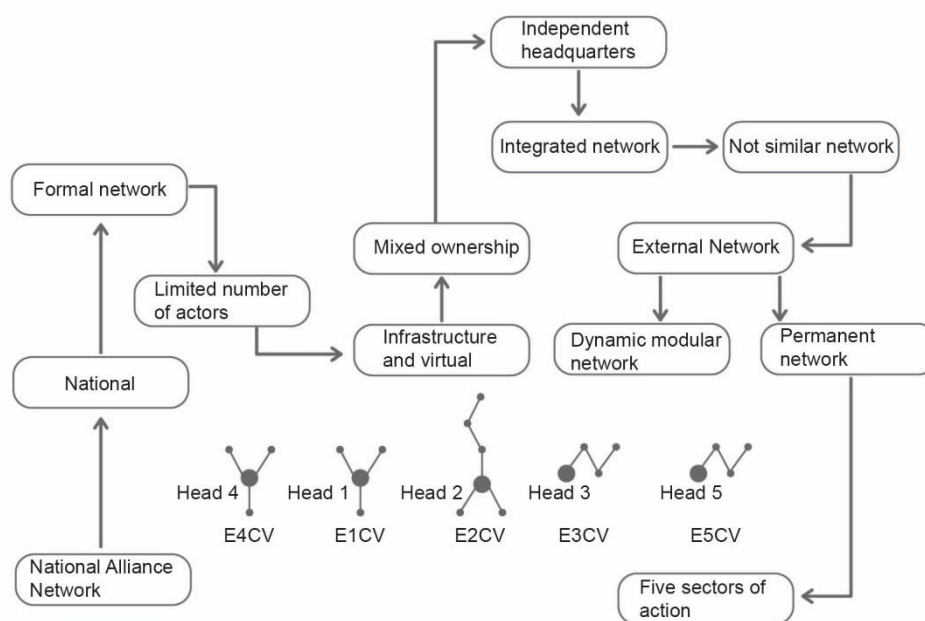 Independent
headquarters
Integrated network
Not similar network
Formal network
Mixed ownership
External Network
Limited number
of actors
Infrastructure
and virtual
Dynamic modular
network
Permanent
network
National
Head 4
Head 1
Head 2
Head 3
Head 5
E4CV
E1CV
E2CV
E3CV
E5CV
National Alliance
Network
Five sectors of
action